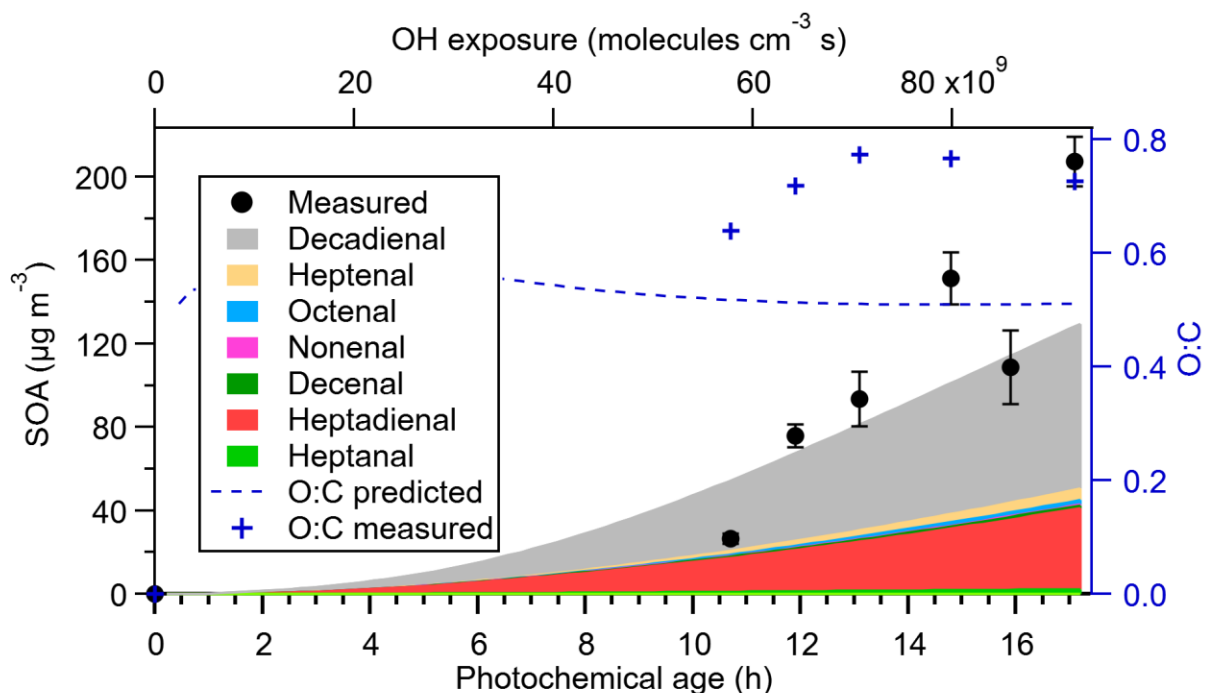 OH exposure (molecules cm⁻³ s)
0 20 40 60 80 x10⁹
SOA (µg m⁻³)
200
160
120
80
40
0
Measured
Decadienal
Heptenal
Octenal
Nonenal
Decenal
Heptadienal
Heptanal
O:C predicted
O:C measured
0.8
0.6
0.4
0.2
0.0
O:C
0 2 4 6 8 10 12 14 16
Photochemical age (h)